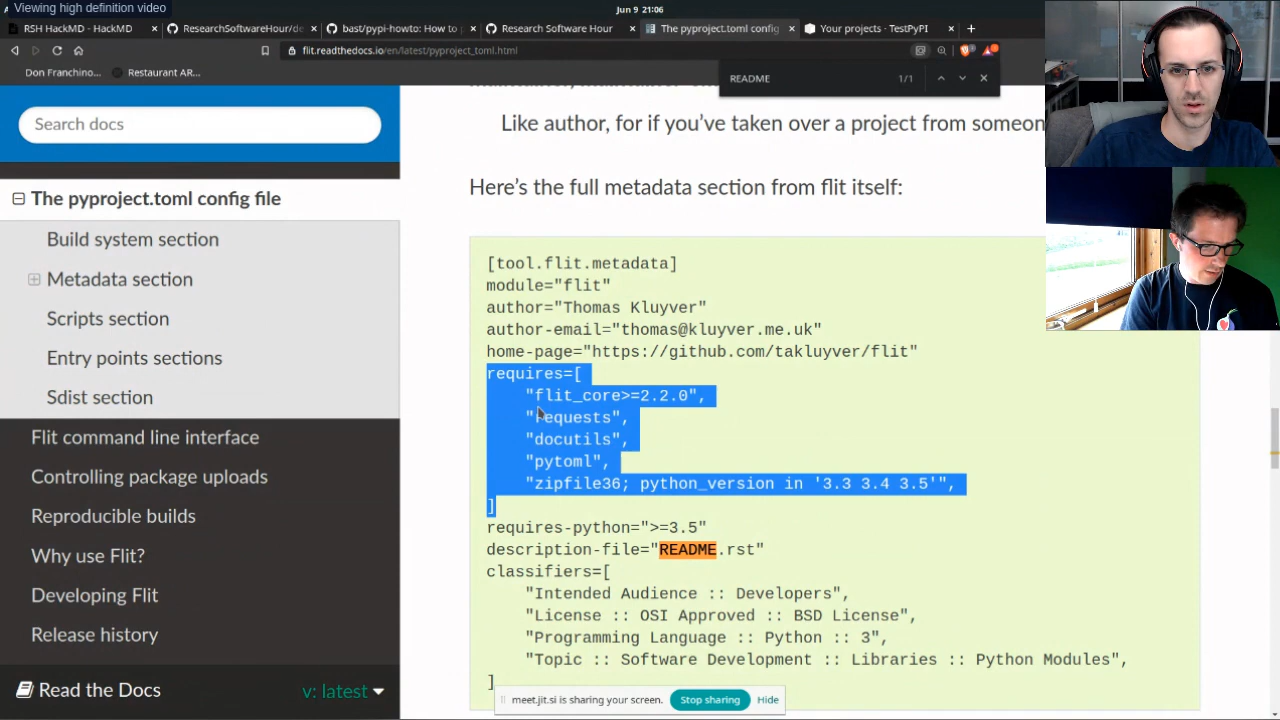 Viewing high definition video
Jun 9 21:06
RSH HackMD - HackMD
ResearchSoftwareHour/de
bast/pypi-howto: How to p
Research Software Hour
The pyproject.toml config
Your projects · TestPyPI
flit.readthedocs.io/en/latest/pyproject_toml.html
Don Franchino...
Restaurant AR...
README
1/1
Search docs
The pyproject.toml config file
Build system section
Metadata section
Scripts section
Entry points sections
Sdist section
Flit command line interface
Controlling package uploads
Reproducible builds
Why use Flit?
Developing Flit
Release history
Read the Docs
v: latest
Like author, for if you’ve taken over a project from someon
Here’s the full metadata section from flit itself:
[tool.flit.metadata]
module="flit"
author="Thomas Kluyver"
author-email="thomas@kluyver.me.uk"
home-page="https://github.com/takluyver/flit"
requires=[
"flit_core>=2.2.0",
"requests",
"docutils",
"pytoml",
"zipfile36; python_version in '3.3 3.4 3.5'",
]
requires-python=">=3.5"
description-file="README.rst"
classifiers=[
"Intended Audience :: Developers",
"License :: OSI Approved :: BSD License",
"Programming Language :: Python :: 3",
"Topic :: Software Development :: Libraries :: Python Modules",
]
meet.jit.si is sharing your screen.
Stop sharing
Hide